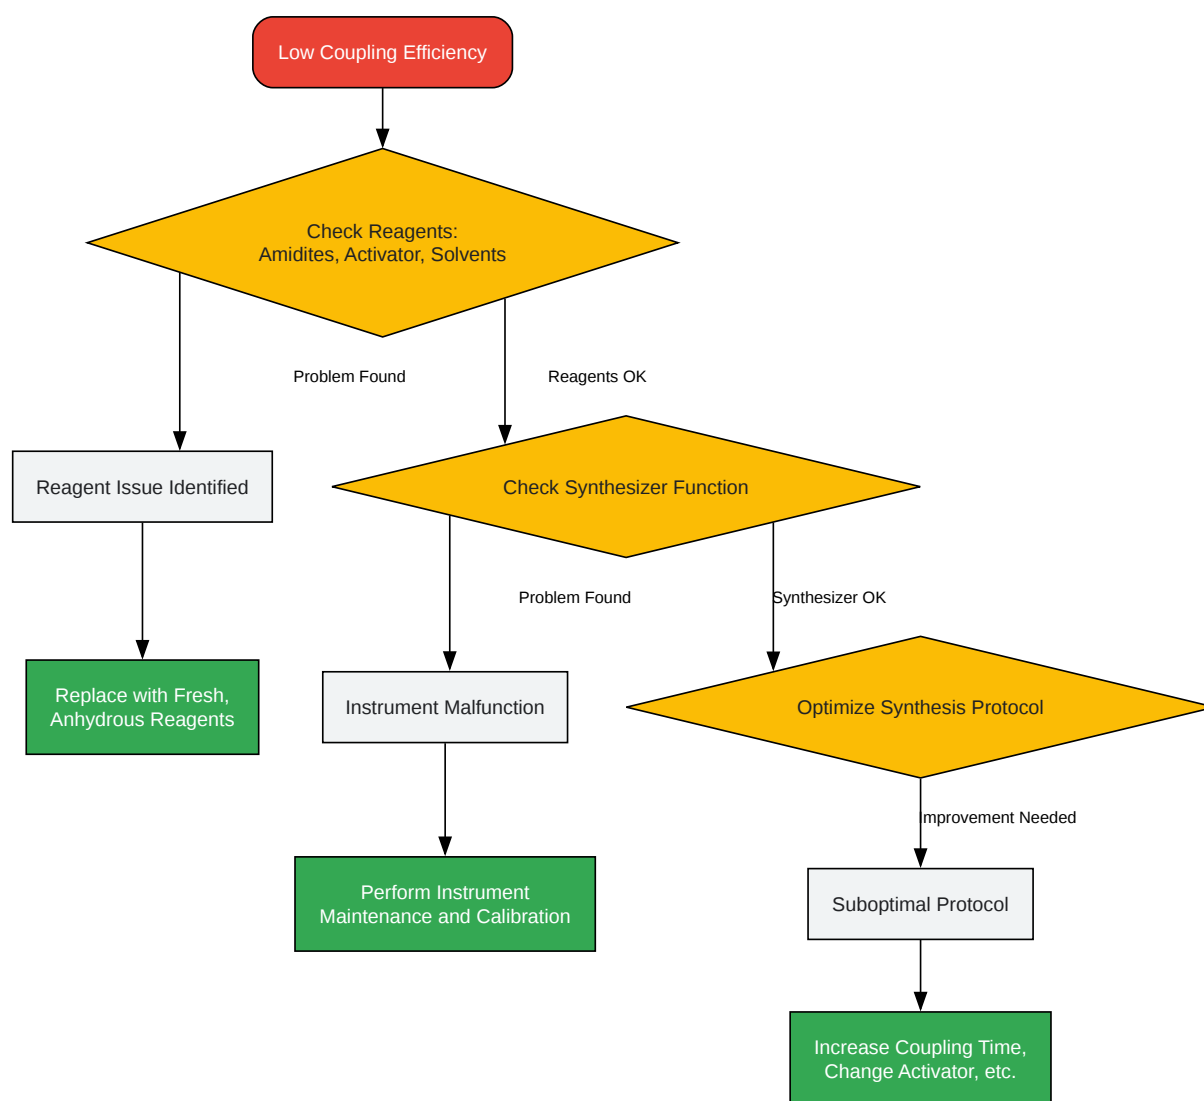 Low Coupling Efficiency
Check Reagents:
Amidites, Activator, Solvents
Problem Found
Reagents OK
Reagent Issue Identified
Check Synthesizer Function
Problem Found
Synthesizer OK
Replace with Fresh,
Anhydrous Reagents
Instrument Malfunction
Optimize Synthesis Protocol
Improvement Needed
Perform Instrument
Maintenance and Calibration
Suboptimal Protocol
Increase Coupling Time,
Change Activator, etc.